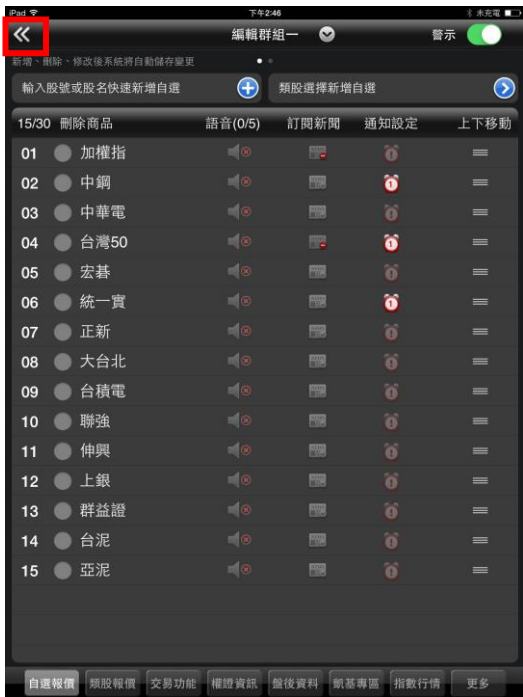 iPad 下午2:46 未充電
編輯群組一 警示
新增、刪除、修改後系統將自動儲存變更
輸入股號或股名快速新增自選 類股選擇新增自選
15/30 刪除商品 語音(0/5) 訂閱新聞 通知設定 上下移動
01 加權指
02 中鋼
03 中華電
04 台灣50
05 宏碁
06 統一實
07 正新
08 大台北
09 台積電
10 聯強
11 伸興
12 上銀
13 群益證
14 台泥
15 亞泥
自選報價 類股報價 交易功能 權證資訊 盤後資料 凱基專區 指數行情 更多